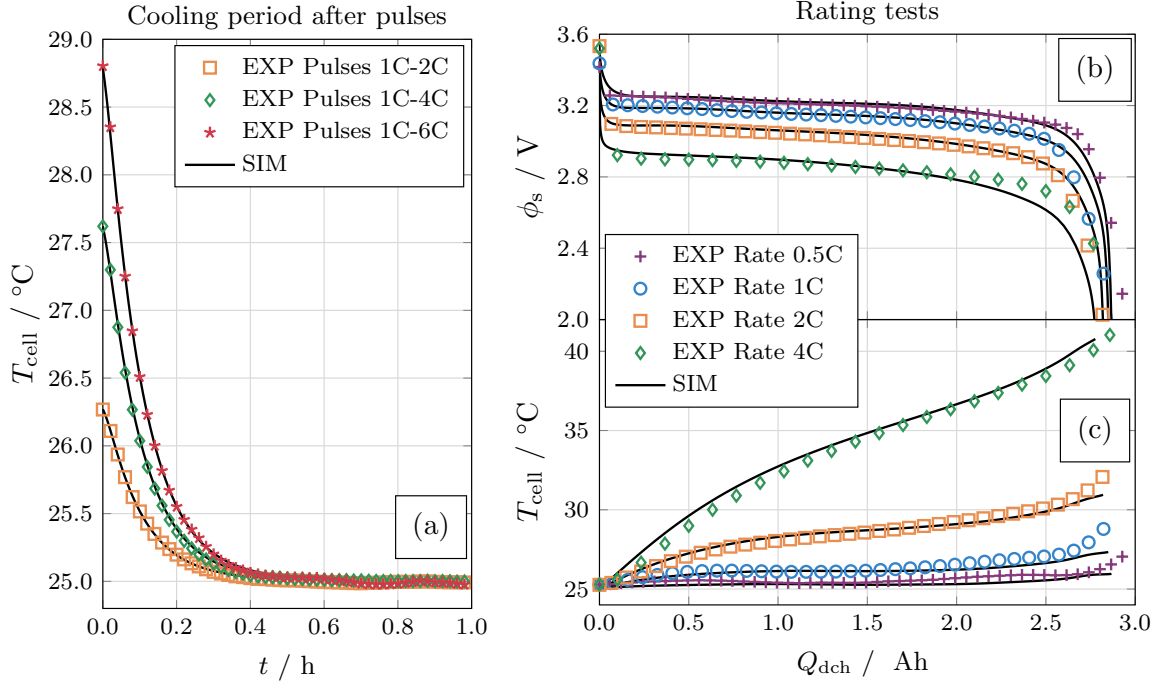 Cooling period after pulses
29.0
28.5
28.0
27.5
27.0
26.5
26.0
25.5
25.0
T_cell / °C
EXP Pulses 1C-2C
EXP Pulses 1C-4C
EXP Pulses 1C-6C
SIM
(a)
0.0 0.2 0.4 0.6 0.8 1.0
t / h
Rating tests
3.6
3.2
2.8
2.4
2.0
ϕ_s / V
(b)
EXP Rate 0.5C
EXP Rate 1C
EXP Rate 2C
EXP Rate 4C
SIM
40
35
30
25
T_cell / °C
(c)
0.0 0.5 1.0 1.5 2.0 2.5 3.0
Q_dch / Ah